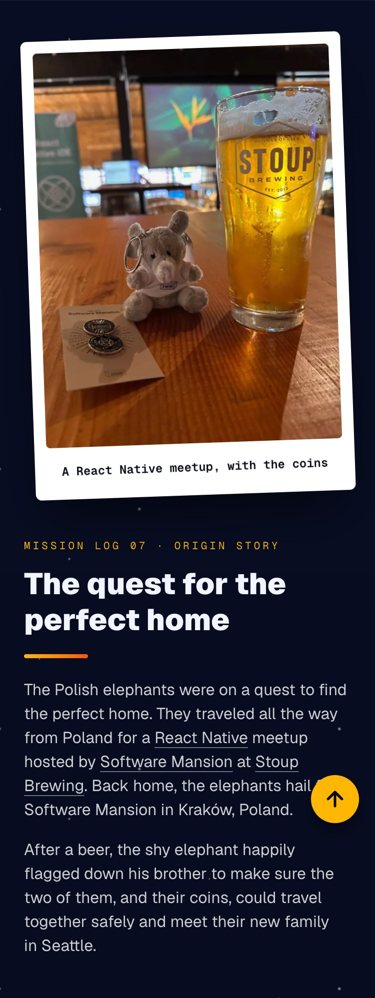 STOUP
BREWING
EST. 2013
Software Mansion
A React Native meetup, with the coins
MISSION LOG 07 · ORIGIN STORY
The quest for the
perfect home
The Polish elephants were on a quest to find
the perfect home. They traveled all the way
from Poland for a React Native meetup
hosted by Software Mansion at Stoup
Brewing. Back home, the elephants hail
Software Mansion in Kraków, Poland.
After a beer, the shy elephant happily
flagged down his brother to make sure the
two of them, and their coins, could travel
together safely and meet their new family
in Seattle.